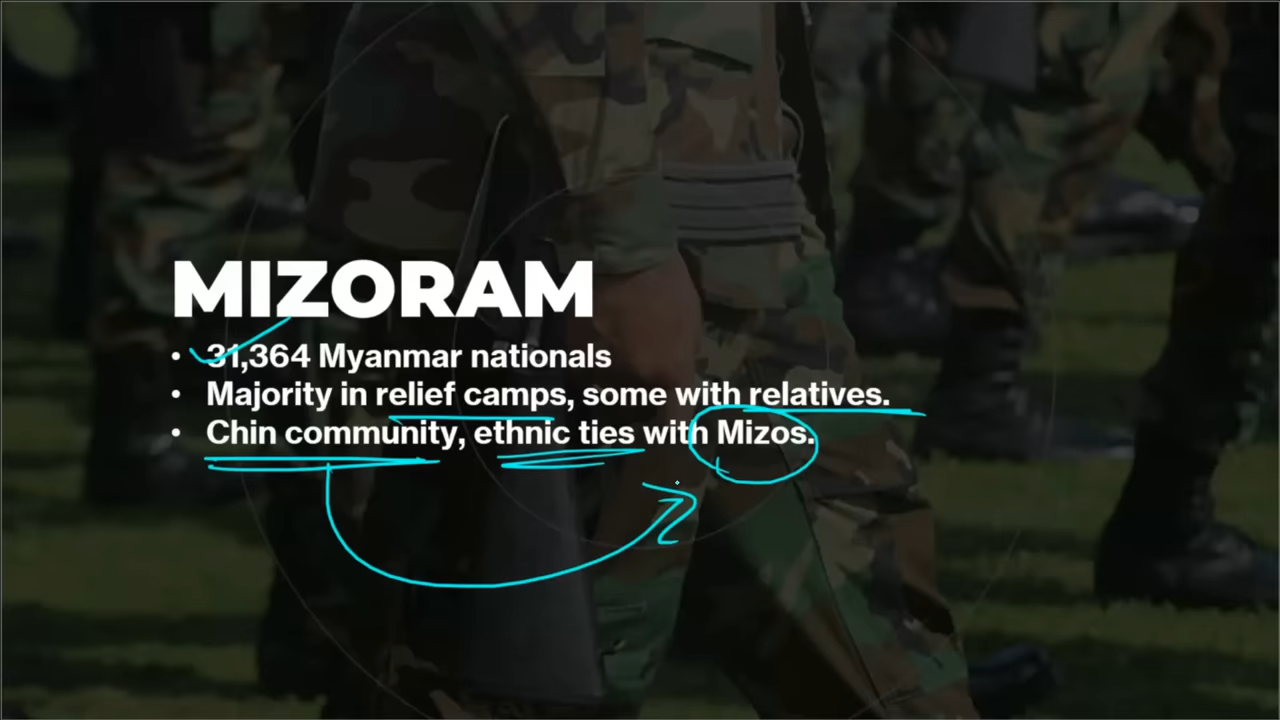 MIZORAM
• 31,364 Myanmar nationals
• Majority in relief camps, some with relatives.
• Chin community, ethnic ties with Mizos.